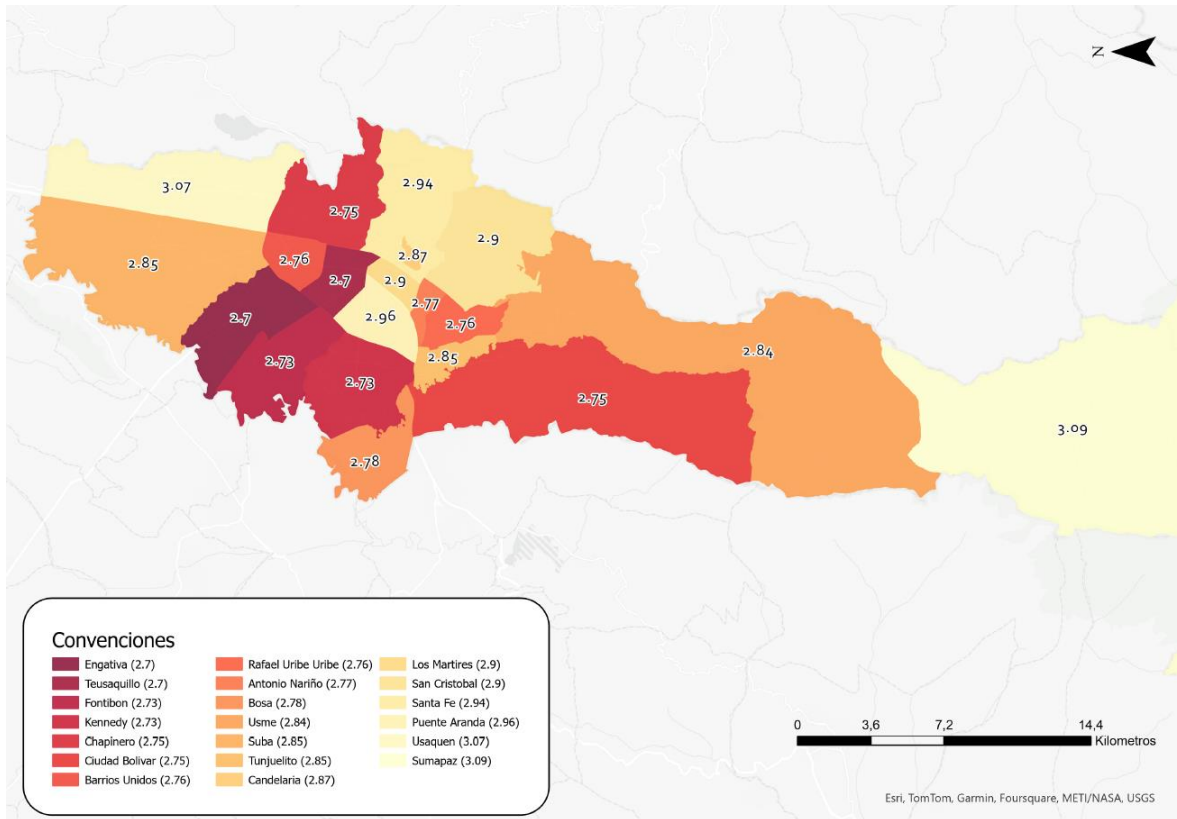 N
3.07
2.94
2.75
2.9
2.87
2.85
2.76
2.7
2.9
2.77
2.7
2.96
2.76
2.84
2.85
2.73
2.73
2.75
3.09
2.78
Convenciones
Engativa (2.7)
Teusaquillo (2.7)
Fontibon (2.73)
Kennedy (2.73)
Chapinero (2.75)
Ciudad Bolivar (2.75)
Barrios Unidos (2.76)
Rafael Uribe Uribe (2.76)
Antonio Nariño (2.77)
Bosa (2.78)
Usme (2.84)
Suba (2.85)
Tunjuelito (2.85)
Candelaria (2.87)
Los Martires (2.9)
San Cristobal (2.9)
Santa Fe (2.94)
Puente Aranda (2.96)
Usaquen (3.07)
Sumapaz (3.09)
0 3,6 7,2 14,4
Kilometros
Esri, TomTom, Garmin, Foursquare, METI/NASA, USGS